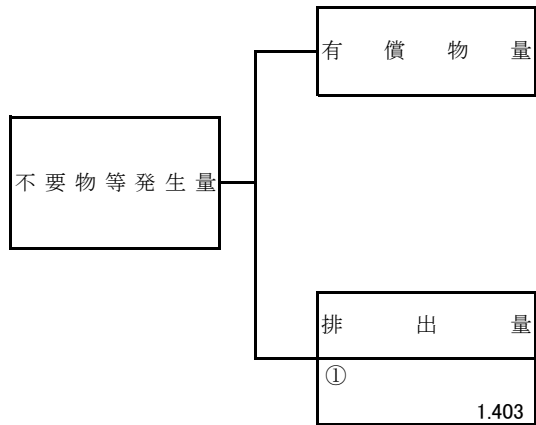 有償物量
不要物等発生量
排出量
①
1.403